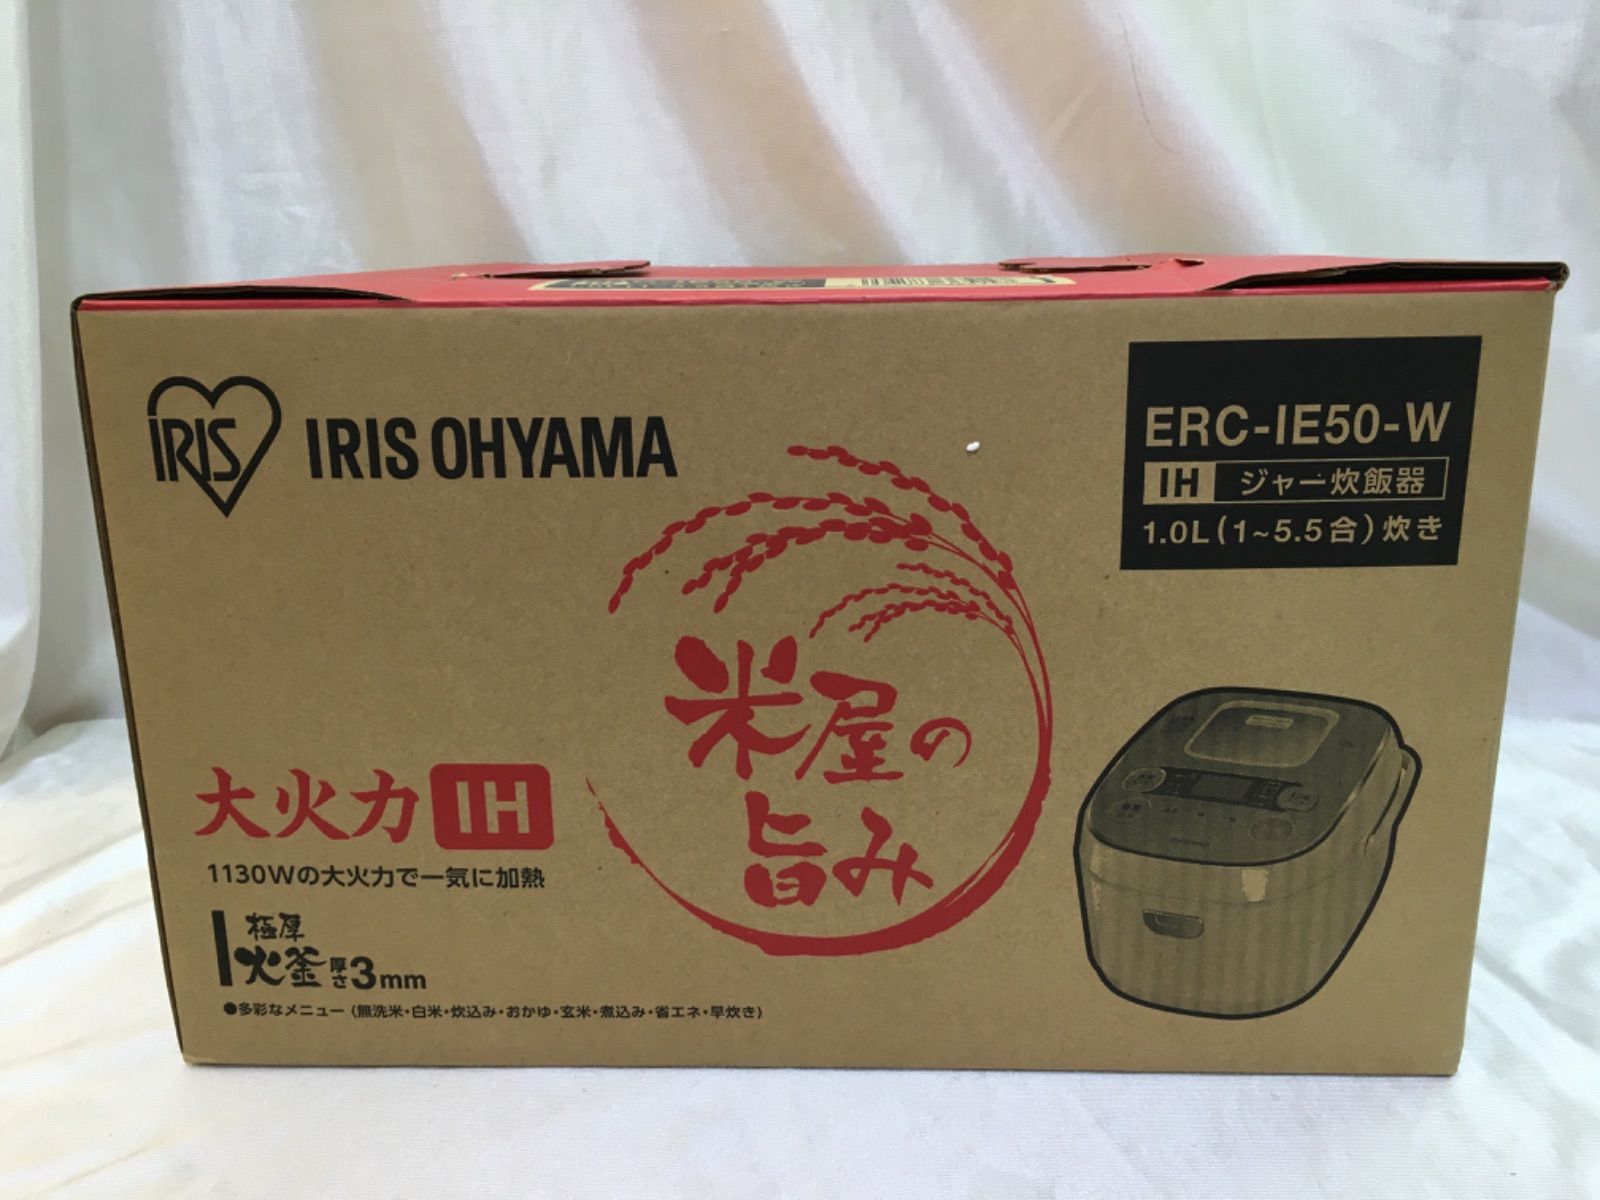 IRIS
IRIS OHYAMA
ERC-IE50-W
IH ジャー炊飯器
1.0L(1~5.5合)炊き
米屋の
旨み
大火力 IH
1130Wの大火力で一気に加熱
極厚
火釜 厚さ3mm
●多彩なメニュー (無洗米・白米・炊込み・おかゆ・玄米・煮込み・省エネ・早炊き)